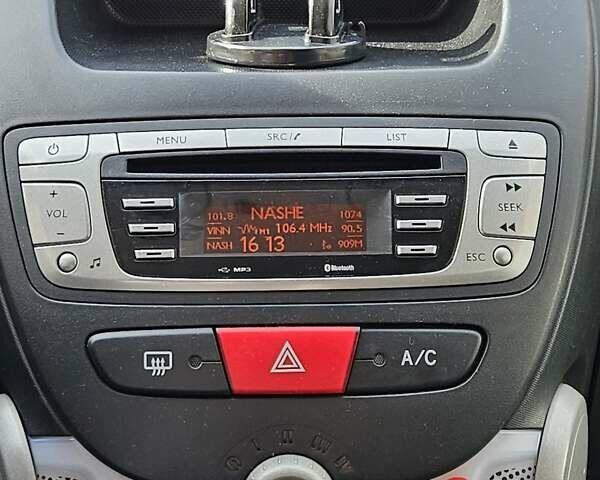 MENU SRC/ LIST
+ VOL −
SEEK
ESC
101.8 NASHE 1074
VINN 106.4 MHz 90.5
NASH 16 13 909M
MP3 Bluetooth
A/C